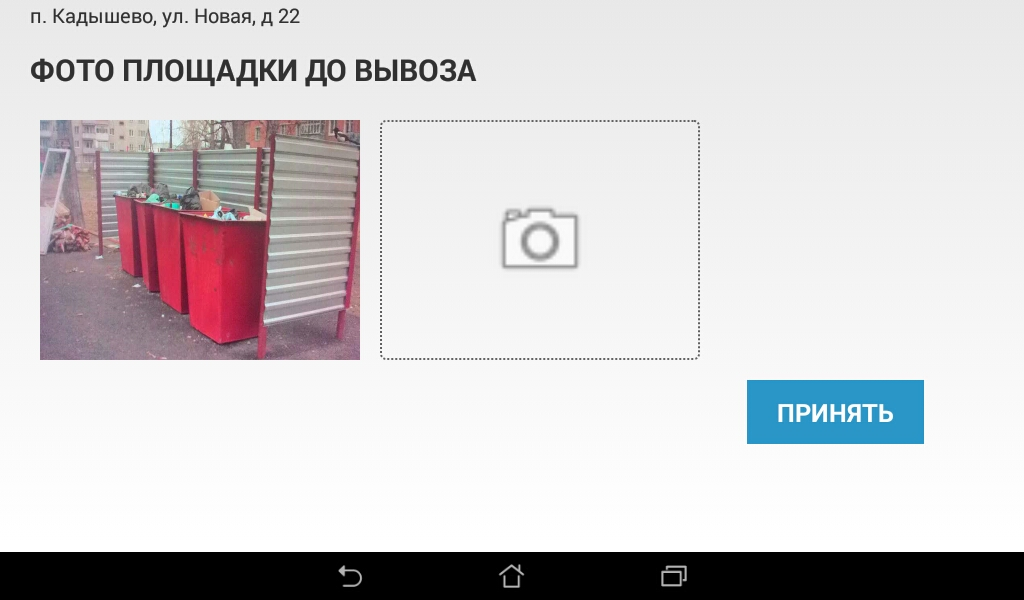 п. Кадышево, ул. Новая, д 22
ФОТО ПЛОЩАДКИ ДО ВЫВОЗА
ПРИНЯТЬ